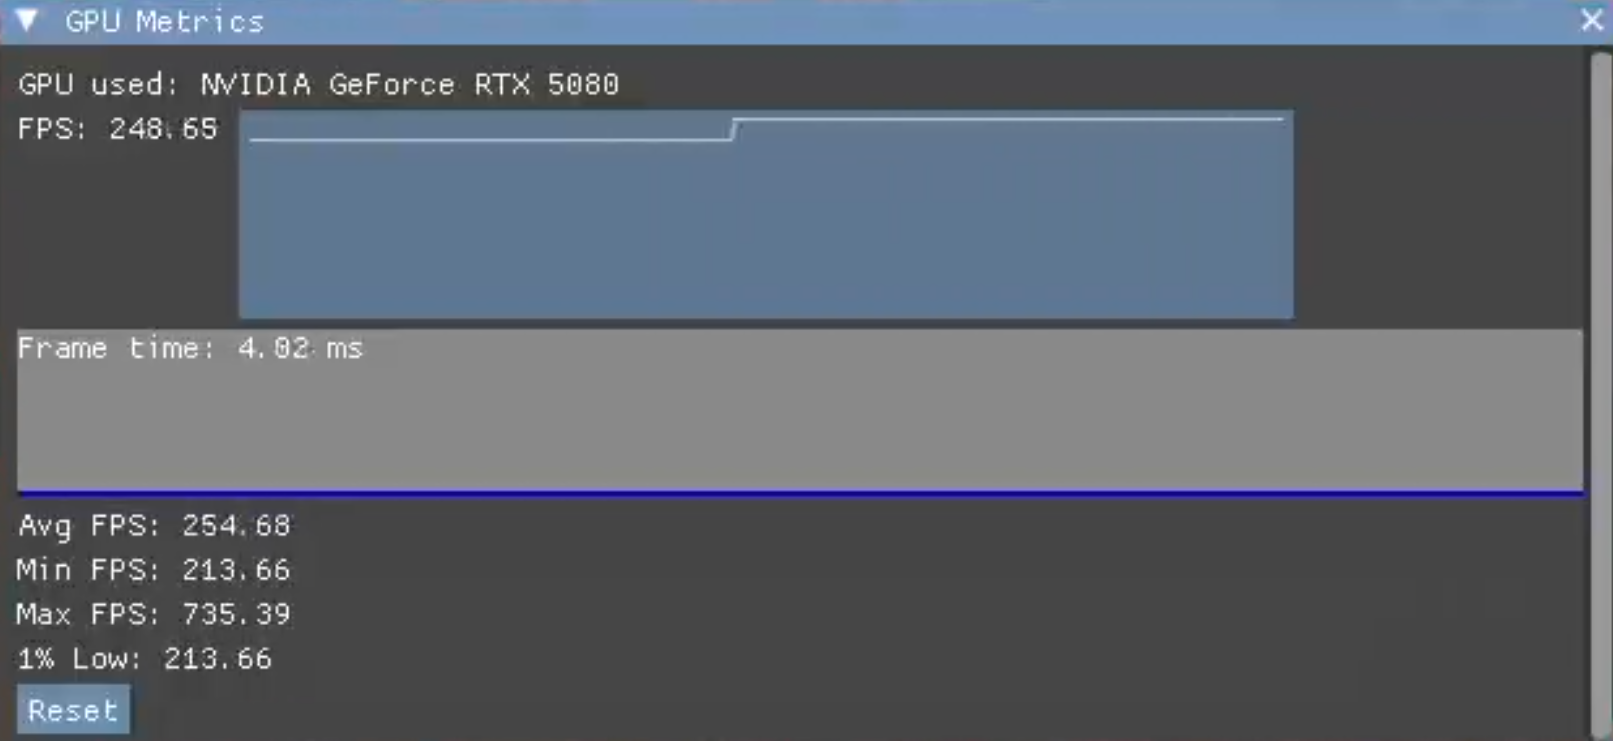 GPU Metrics
GPU used: NVIDIA GeForce RTX 5080
FPS: 248.65
Frame time: 4.02 ms
Avg FPS: 254.68
Min FPS: 213.66
Max FPS: 735.39
1% Low: 213.66
Reset